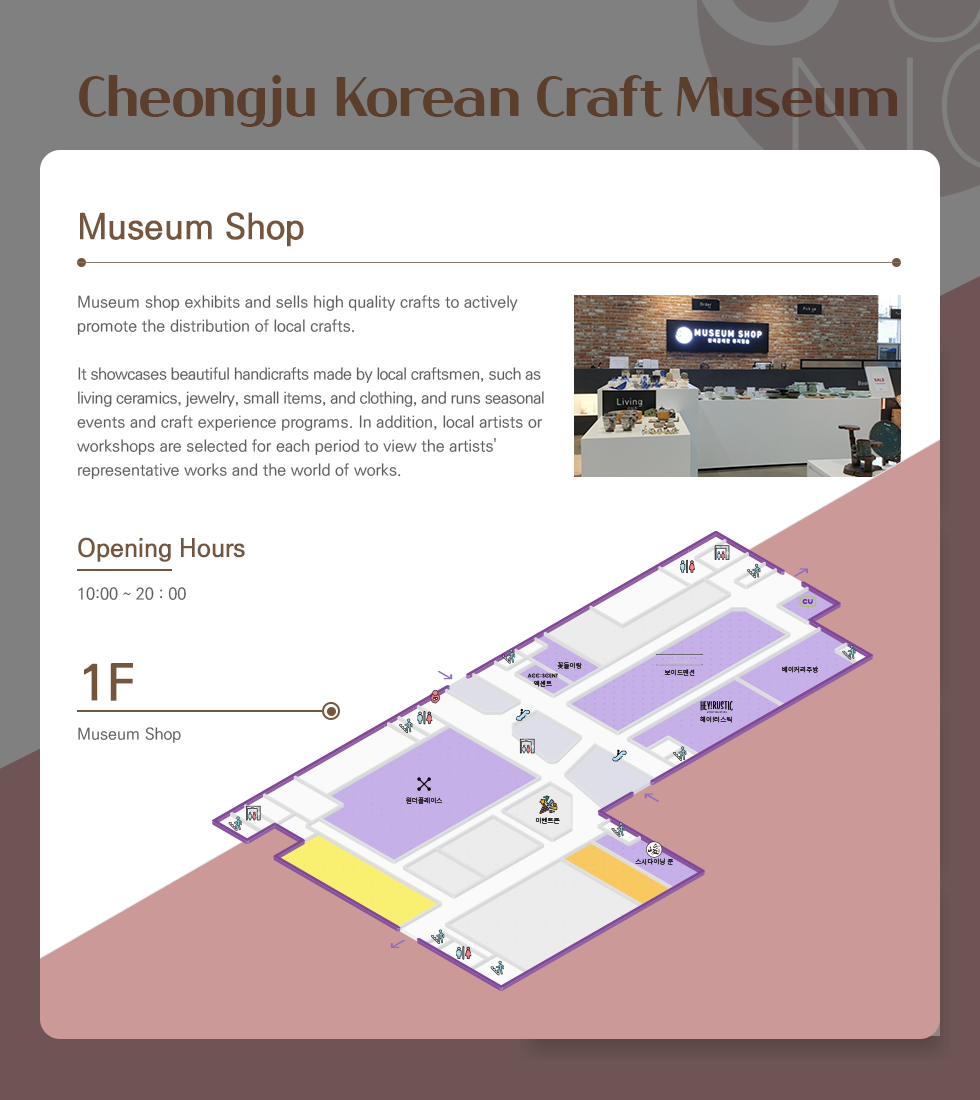 Cheongju Korean Craft Museum
Museum Shop
Museum shop exhibits and sells high quality crafts to actively
promote the distribution of local crafts.
It showcases beautiful handicrafts made by local craftsmen, such as
living ceramics, jewelry, small items, and clothing, and runs seasonal
events and craft experience programs. In addition, local artists or
workshops are selected for each period to view the artists'
representative works and the world of works.
Order
MUSEUM SHOP
Living
SALE
Opening Hours
10:00 ~ 20 : 00
1F
Museum Shop
CU
꽃들이랑
ACC:SCENT
액센트
보이드맨션
베이커리주방
HEY!RUSTIC
헤이!러스틱
원더플레이스
이벤트존
스시다이닝 준